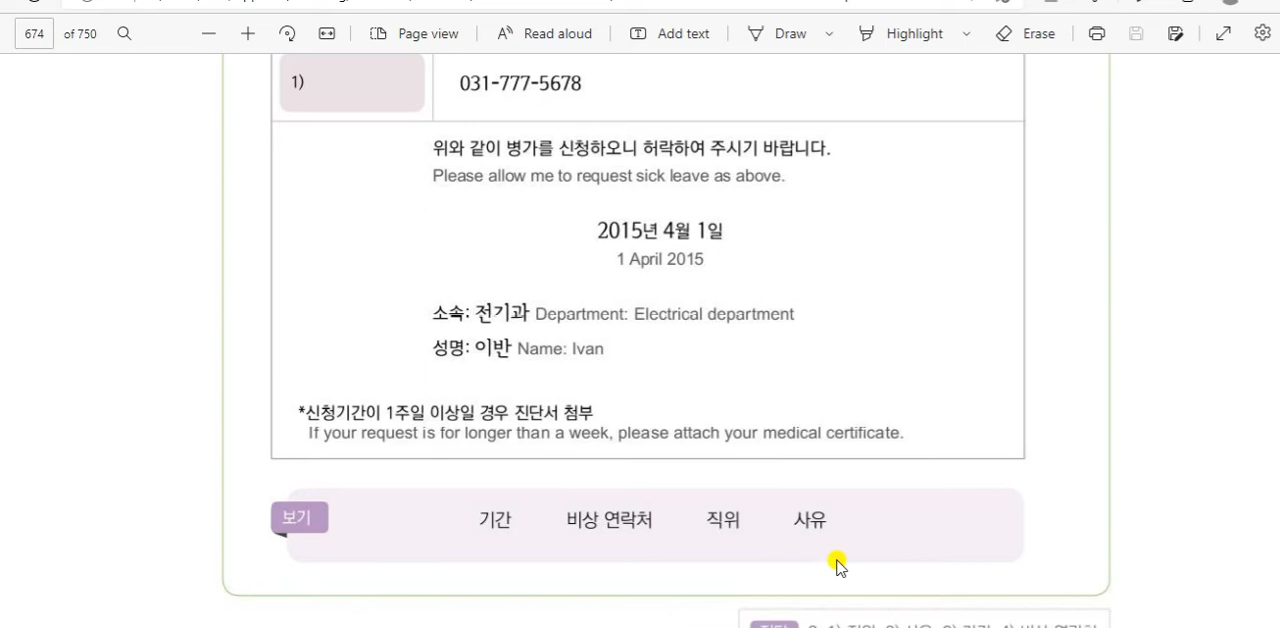 674 of 750 Page view Read aloud Add text Draw Highlight Erase
1) 031-777-5678
위와 같이 병가를 신청하오니 허락하여 주시기 바랍니다.
Please allow me to request sick leave as above.
2015년 4월 1일
1 April 2015
소속: 전기과 Department: Electrical department
성명: 이반 Name: Ivan
*신청기간이 1주일 이상일 경우 진단서 첨부
If your request is for longer than a week, please attach your medical certificate.
보기 기간 비상 연락처 직위 사유